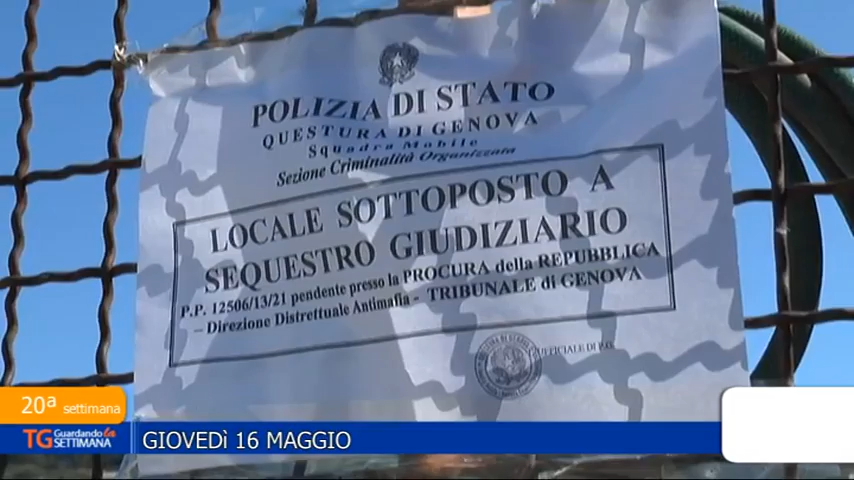 POLIZIA DI STATO
QUESTURA DI GENOVA
Squadra Mobile
Sezione Criminalità Organizzata
LOCALE SOTTOPOSTO A
SEQUESTRO GIUDIZIARIO
P.P. 12506/13/21 pendente presso la PROCURA della REPUBBLICA
– Direzione Distrettuale Antimafia - TRIBUNALE di GENOVA
UFFICIALE DI P.G.
20ª settimana
TG Guardando la
SETTIMANA
GIOVEDì 16 MAGGIO